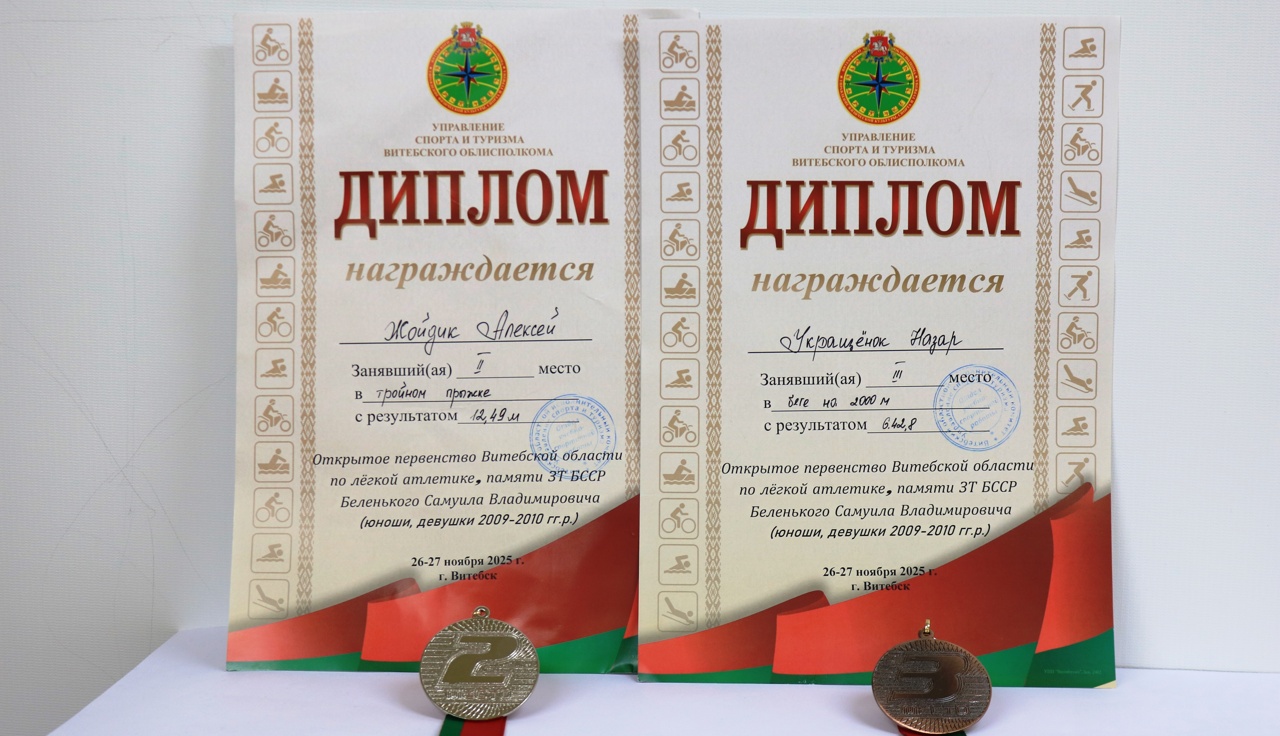 УПРАВЛЕНИЕ
СПОРТА И ТУРИЗМА
ВИТЕБСКОГО ОБЛИСПОЛКОМА
ДИПЛОМ
награждается
Жойдик Алексей
Занявший(ая) II место
в тройном прыжке
с результатом 12,49 м
Открытое первенство Витебской области
по лёгкой атлетике, памяти ЗТ БССР
Беленького Самуила Владимировича
(юноши, девушки 2009-2010 гг.р.)
26-27 ноября 2025 г.
г. Витебск
2
УПРАВЛЕНИЕ
СПОРТА И ТУРИЗМА
ВИТЕБСКОГО ОБЛИСПОЛКОМА
ДИПЛОМ
награждается
Укращёнок Назар
Занявший(ая) III место
в беге на 2000 м
с результатом 6.42,8
Открытое первенство Витебской области
по лёгкой атлетике, памяти ЗТ БССР
Беленького Самуила Владимировича
(юноши, девушки 2009-2010 гг.р.)
26-27 ноября 2025 г.
г. Витебск
3